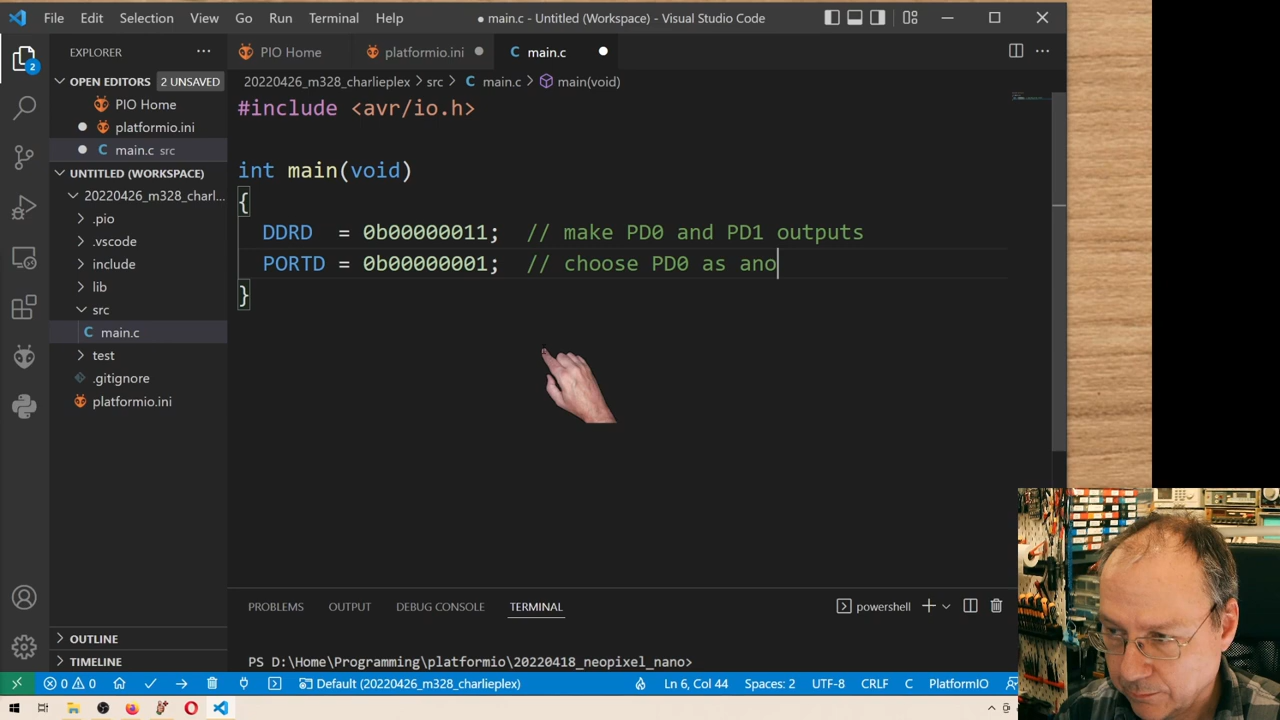 File Edit Selection View Go Run Terminal Help
● main.c - Untitled (Workspace) - Visual Studio Code
EXPLORER
PIO Home
platformio.ini
main.c
2
OPEN EDITORS 2 UNSAVED
20220426_m328_charlieplex > src > main.c > main(void)
PIO Home
platformio.ini
main.c src
UNTITLED (WORKSPACE)
20220426_m328_charl...
.pio
.vscode
include
lib
src
main.c
test
.gitignore
platformio.ini
#include <avr/io.h>
int main(void)
{
DDRD = 0b00000011; // make PD0 and PD1 outputs
PORTD = 0b00000001; // choose PD0 as ano
}
PROBLEMS OUTPUT DEBUG CONSOLE TERMINAL
powershell
OUTLINE
TIMELINE
PS D:\Home\Programming\platformio\20220418_neopixel_nano>
0 0 Default (20220426_m328_charlieplex) Ln 6, Col 44 Spaces: 2 UTF-8 CRLF C PlatformIO